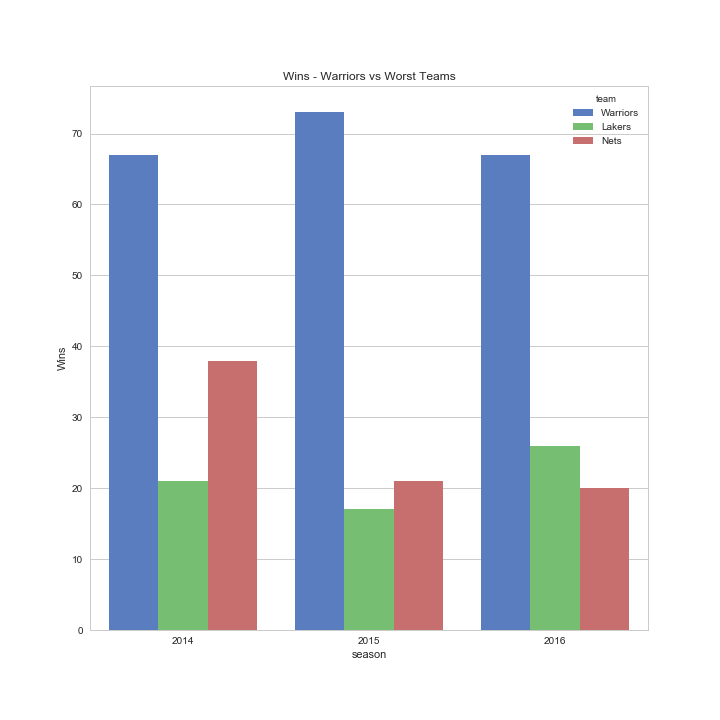 Wins - Warriors vs Worst Teams
team
Warriors
Lakers
Nets
70
60
50
40
30
20
10
0
Wins
2014 2015 2016
season